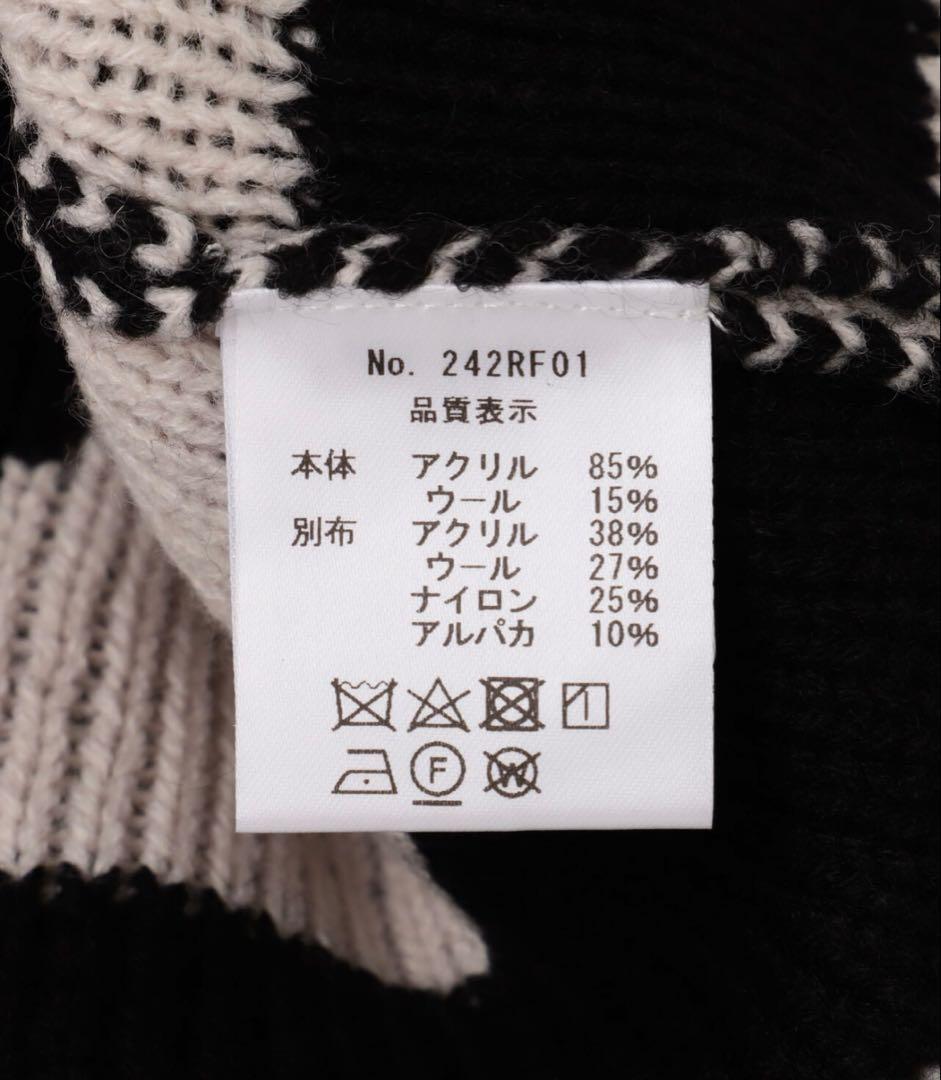 No. 242RF01
品質表示
本体 アクリル 85%
ウール 15%
別布 アクリル 38%
ウール 27%
ナイロン 25%
アルパカ 10%
F W